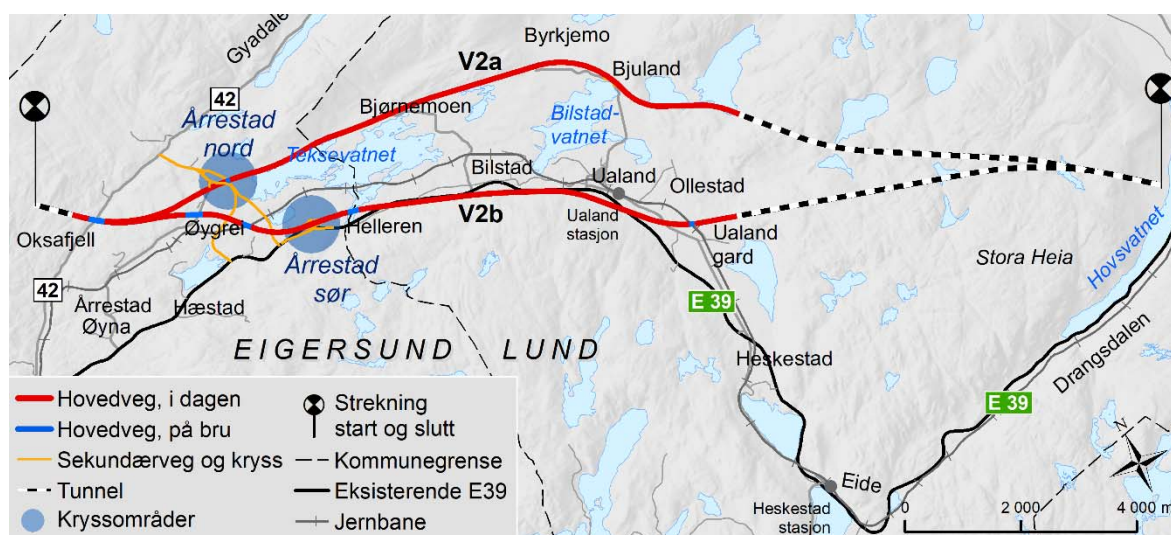 Byrkjemo
V2a
Gyadalen
Bjuland
42
Årrestad
nord
Bjørnemoen
Teksevatnet
Bilstad-
vatnet
Bilstad
Ualand
Ollestad
Oksafjell
Øygrei
Helleren
V2b
Ualand
stasjon
Ualand
gard
Årrestad
sør
Stora Heia
Hovsvatnet
42
Årrestad
Øyna
Hæstad
E 39
EIGERSUND
LUND
Heskestad
Drangsdalen
E 39
Eide
Heskestad
stasjon
Hovedveg, i dagen
Hovedveg, på bru
Sekundærveg og kryss
Tunnel
Kryssområder
Strekning
start og slutt
Kommunegrense
Eksisterende E39
Jernbane
N
0 2 000 4 000 m